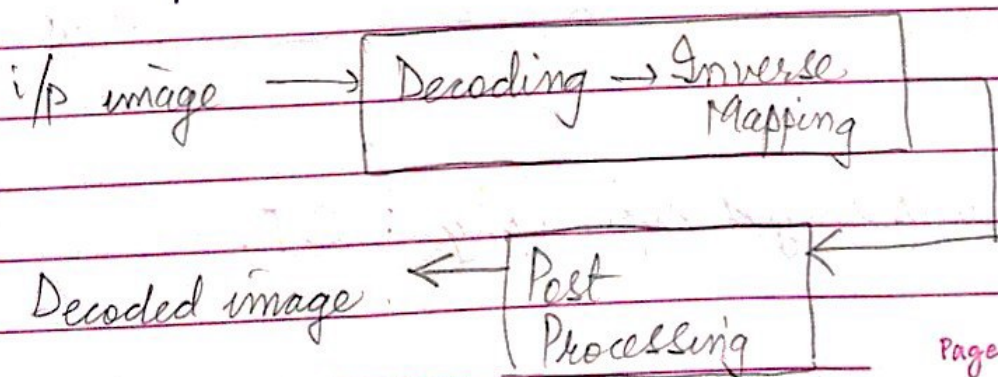 i/p image → Decoding → Inverse
Mapping
Decoded image ← Post
Processing
Page